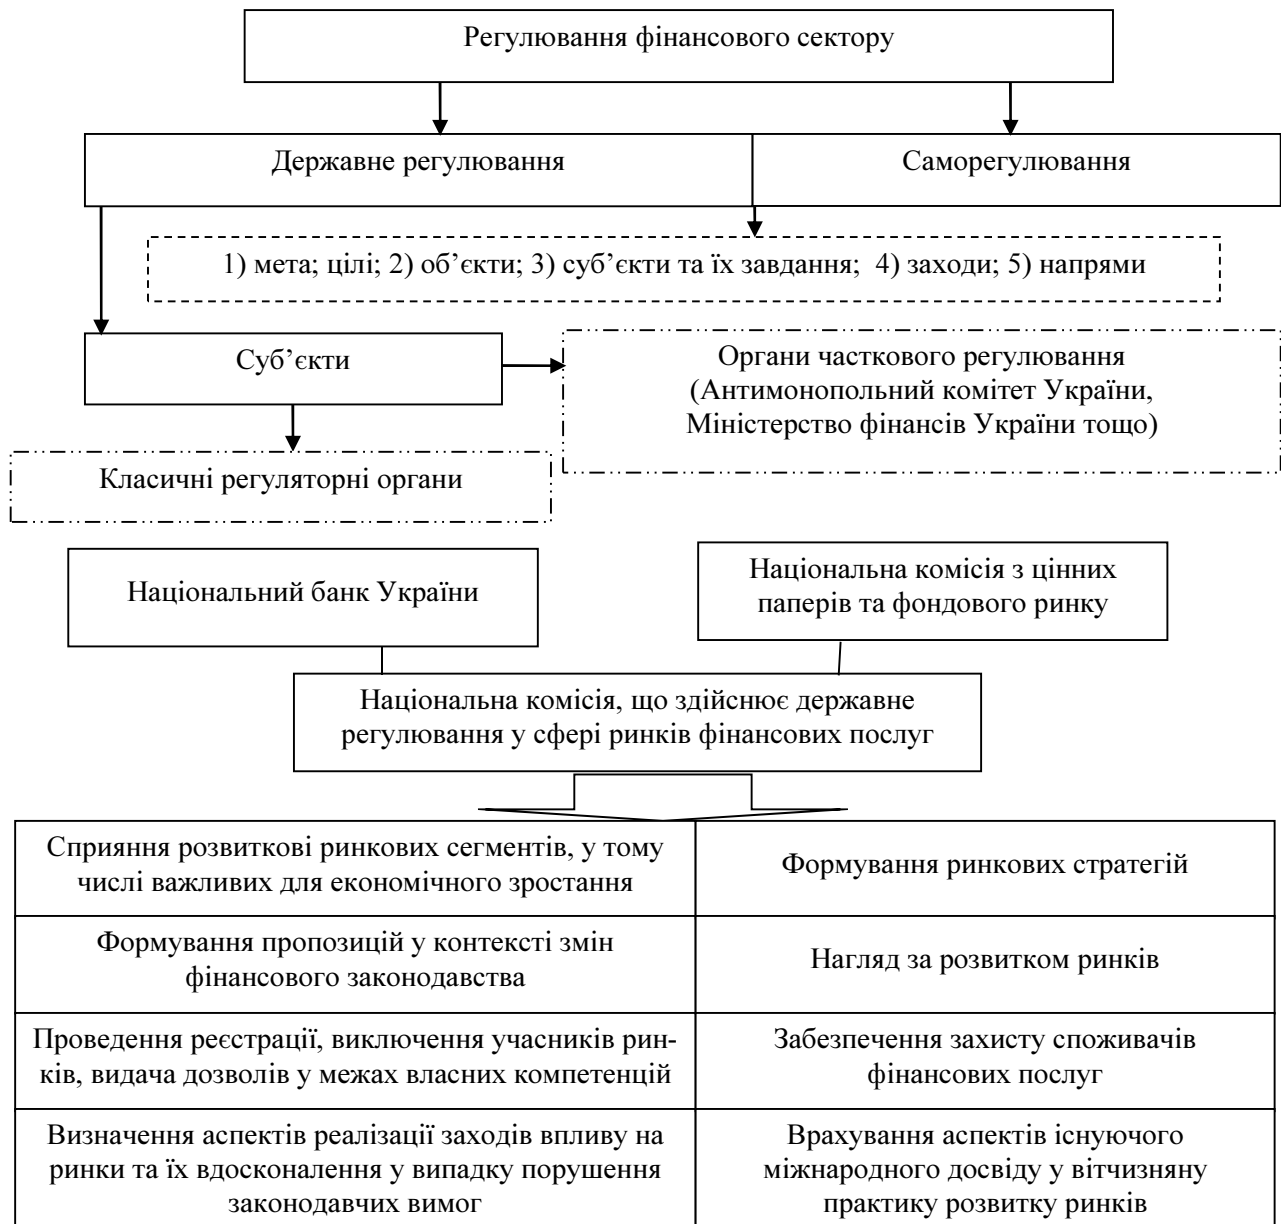 Регулювання фінансового сектору
Державне регулювання
Саморегулювання
1) мета; цілі; 2) об’єкти; 3) суб’єкти та їх завдання; 4) заходи; 5) напрями
Суб’єкти
Органи часткового регулювання
(Антимонопольний комітет України,
Міністерство фінансів України тощо)
Класичні регуляторні органи
Національний банк України
Національна комісія з цінних
паперів та фондового ринку
Національна комісія, що здійснює державне
регулювання у сфері ринків фінансових послуг
Сприяння розвиткові ринкових сегментів, у тому
числі важливих для економічного зростання
Формування ринкових стратегій
Формування пропозицій у контексті змін
фінансового законодавства
Нагляд за розвитком ринків
Проведення реєстрації, виключення учасників рин-
ків, видача дозволів у межах власних компетенцій
Забезпечення захисту споживачів
фінансових послуг
Визначення аспектів реалізації заходів впливу на
ринки та їх вдосконалення у випадку порушення
законодавчих вимог
Врахування аспектів існуючого
міжнародного досвіду у вітчизняну
практику розвитку ринків